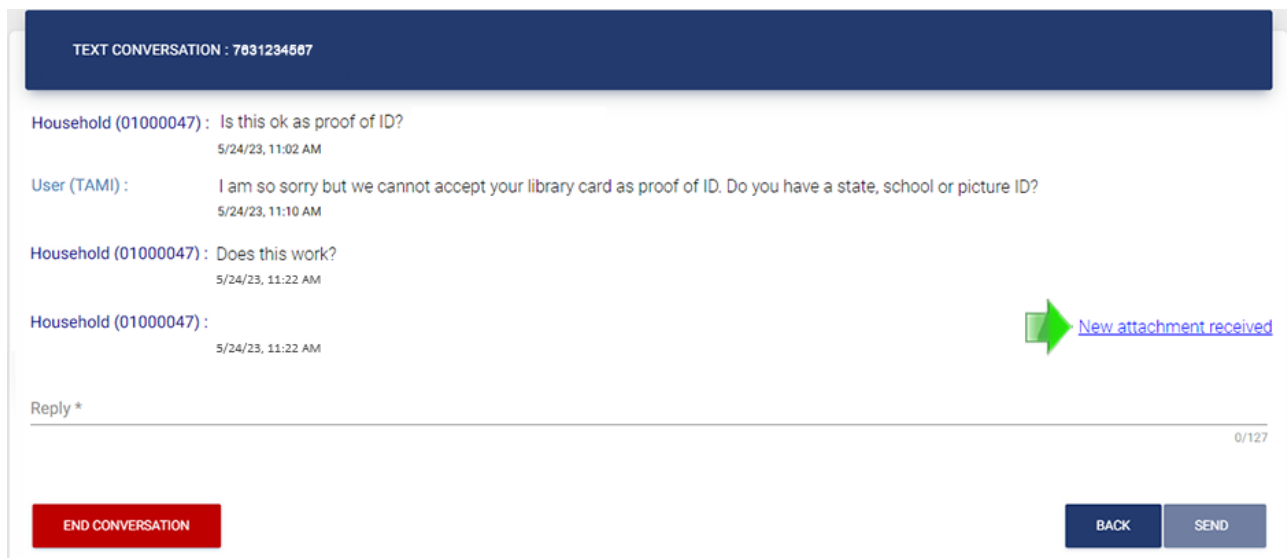 TEXT CONVERSATION : 7631234567
Household (01000047) : Is this ok as proof of ID?
5/24/23, 11:02 AM
User (TAMI) : I am so sorry but we cannot accept your library card as proof of ID. Do you have a state, school or picture ID?
5/24/23, 11:10 AM
Household (01000047) : Does this work?
5/24/23, 11:22 AM
Household (01000047) : New attachment received
5/24/23, 11:22 AM
Reply *
0/127
END CONVERSATION BACK SEND